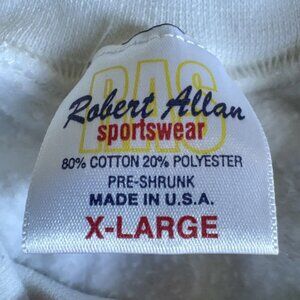 RAS
Robert Allan
sportswear
80% COTTON 20% POLYESTER
PRE-SHRUNK
MADE IN U.S.A.
X-LARGE